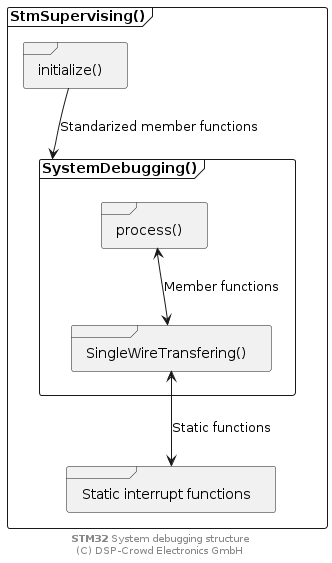 StmSupervising()
initialize()
Standarized member functions
SystemDebugging()
process()
Member functions
SingleWireTransfering()
Static functions
Static interrupt functions
STM32 System debugging structure
(C) DSP-Crowd Electronics GmbH